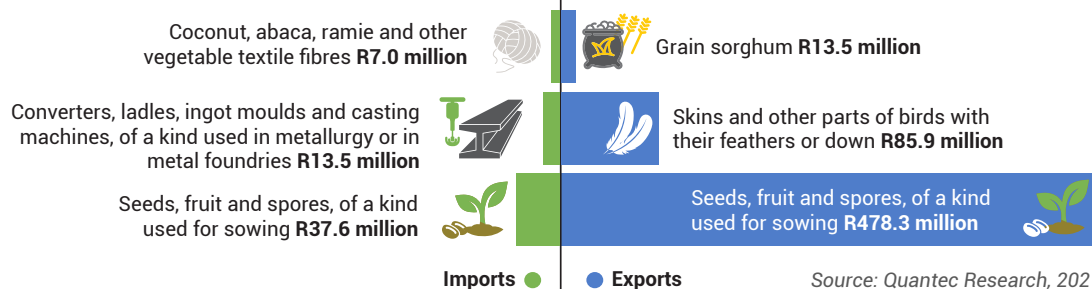 Coconut, abaca, ramie and other
vegetable textile fibres R7.0 million
Grain sorghum R13.5 million
Converters, ladles, ingot moulds and casting
machines, of a kind used in metallurgy or in
metal foundries R13.5 million
Skins and other parts of birds with
their feathers or down R85.9 million
Seeds, fruit and spores, of a kind
used for sowing R37.6 million
Seeds, fruit and spores, of a kind
used for sowing R478.3 million
Imports
Exports
Source: Quantec Research, 202